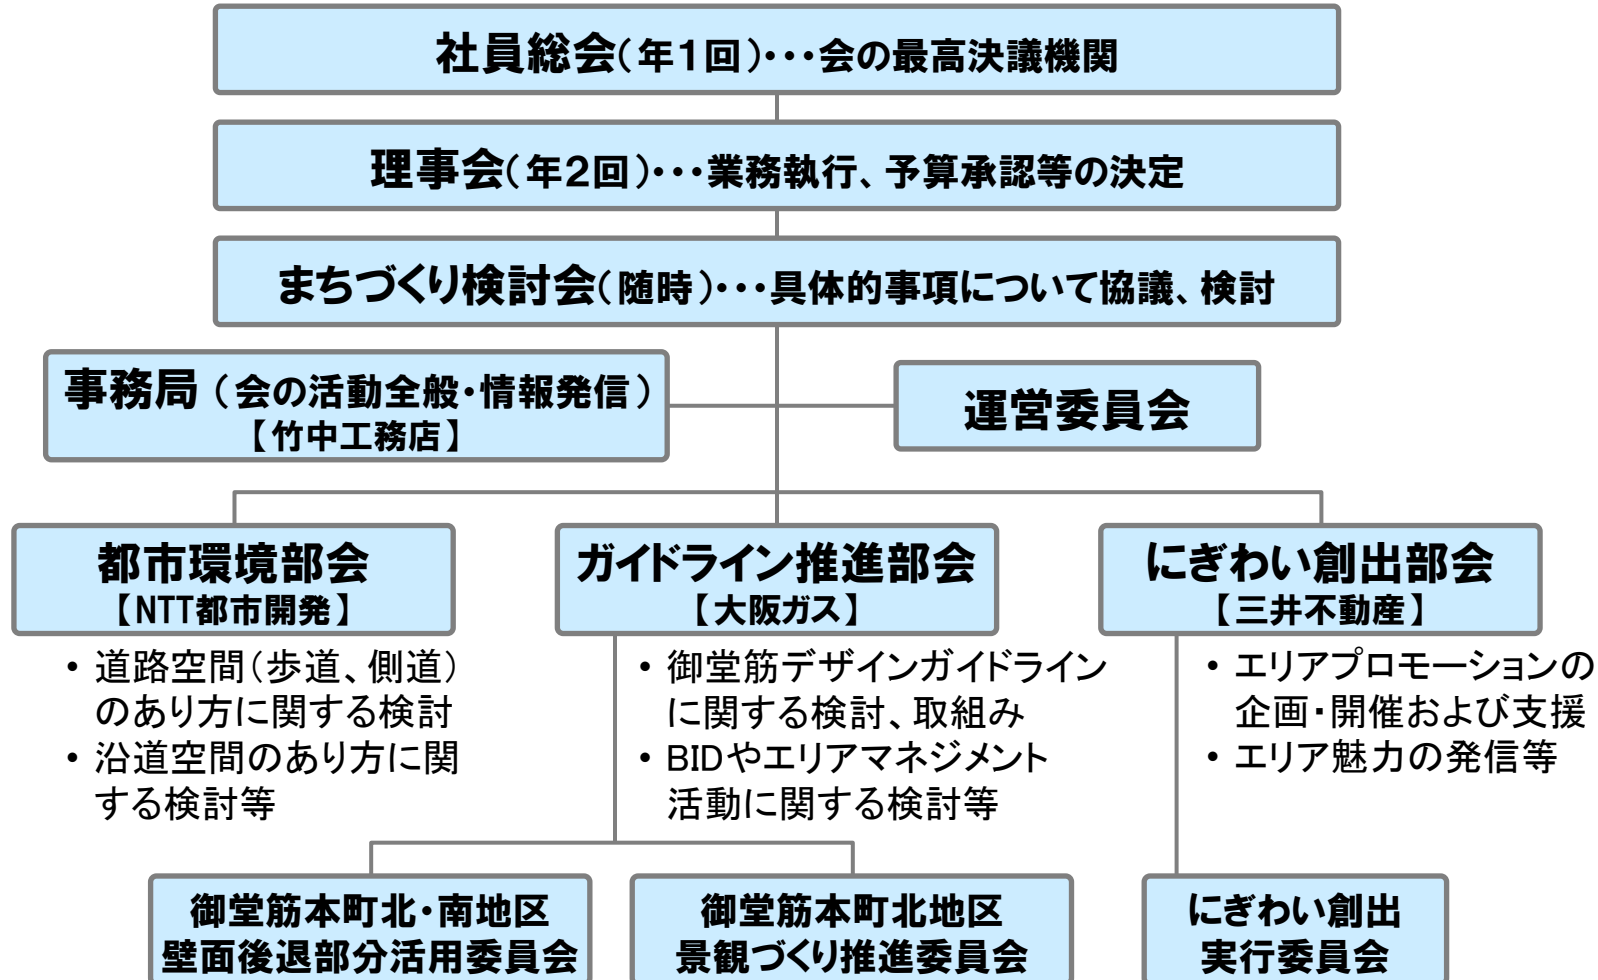 社員総会(年1回)・・・会の最高決議機関
理事会(年2回)・・・業務執行、予算承認等の決定
まちづくり検討会(随時)・・・具体的事項について協議、検討
事務局（会の活動全般・情報発信）
【竹中工務店】
運営委員会
都市環境部会
【NTT都市開発】
・道路空間（歩道、側道）
のあり方に関する検討
・沿道空間のあり方に関
する検討等
ガイドライン推進部会
【大阪ガス】
・御堂筋デザインガイドライン
に関する検討、取組み
・BIDやエリアマネジメント
活動に関する検討等
にぎわい創出部会
【三井不動産】
・エリアプロモーションの
企画・開催および支援
・エリア魅力の発信等
御堂筋本町北・南地区
壁面後退部分活用委員会
御堂筋本町北地区
景観づくり推進委員会
にぎわい創出
実行委員会